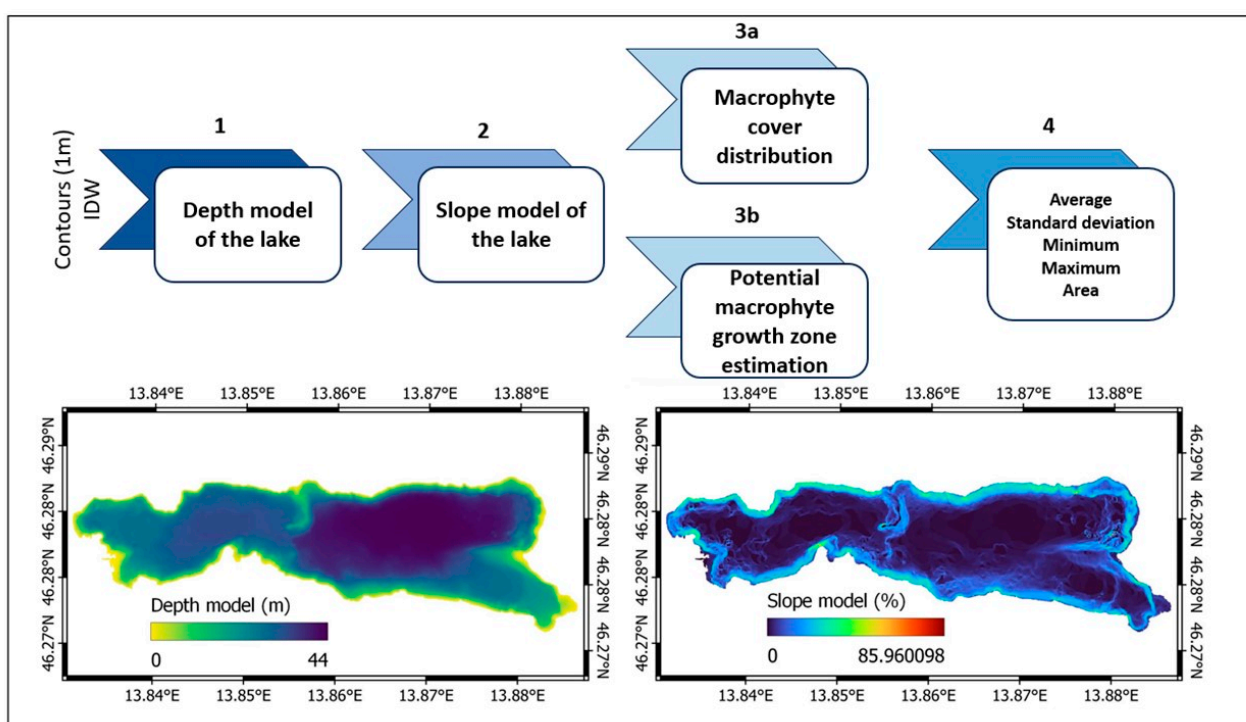 Contours (1m)
IDW
1
Depth model
of the lake
2
Slope model of
the lake
3a
Macrophyte
cover
distribution
3b
Potential
macrophyte
growth zone
estimation
4
Average
Standard deviation
Minimum
Maximum
Area
13.84°E 13.85°E 13.86°E 13.87°E 13.88°E
46.29°N
46.28°N
46.28°N
46.27°N
46.29°N
46.28°N
46.28°N
46.27°N
Depth model (m)
0 44
13.84°E 13.85°E 13.86°E 13.87°E 13.88°E
13.84°E 13.85°E 13.86°E 13.87°E 13.88°E
46.29°N
46.28°N
46.28°N
46.27°N
46.29°N
46.28°N
46.28°N
46.27°N
Slope model (%)
0 85.960098
13.84°E 13.85°E 13.86°E 13.87°E 13.88°E